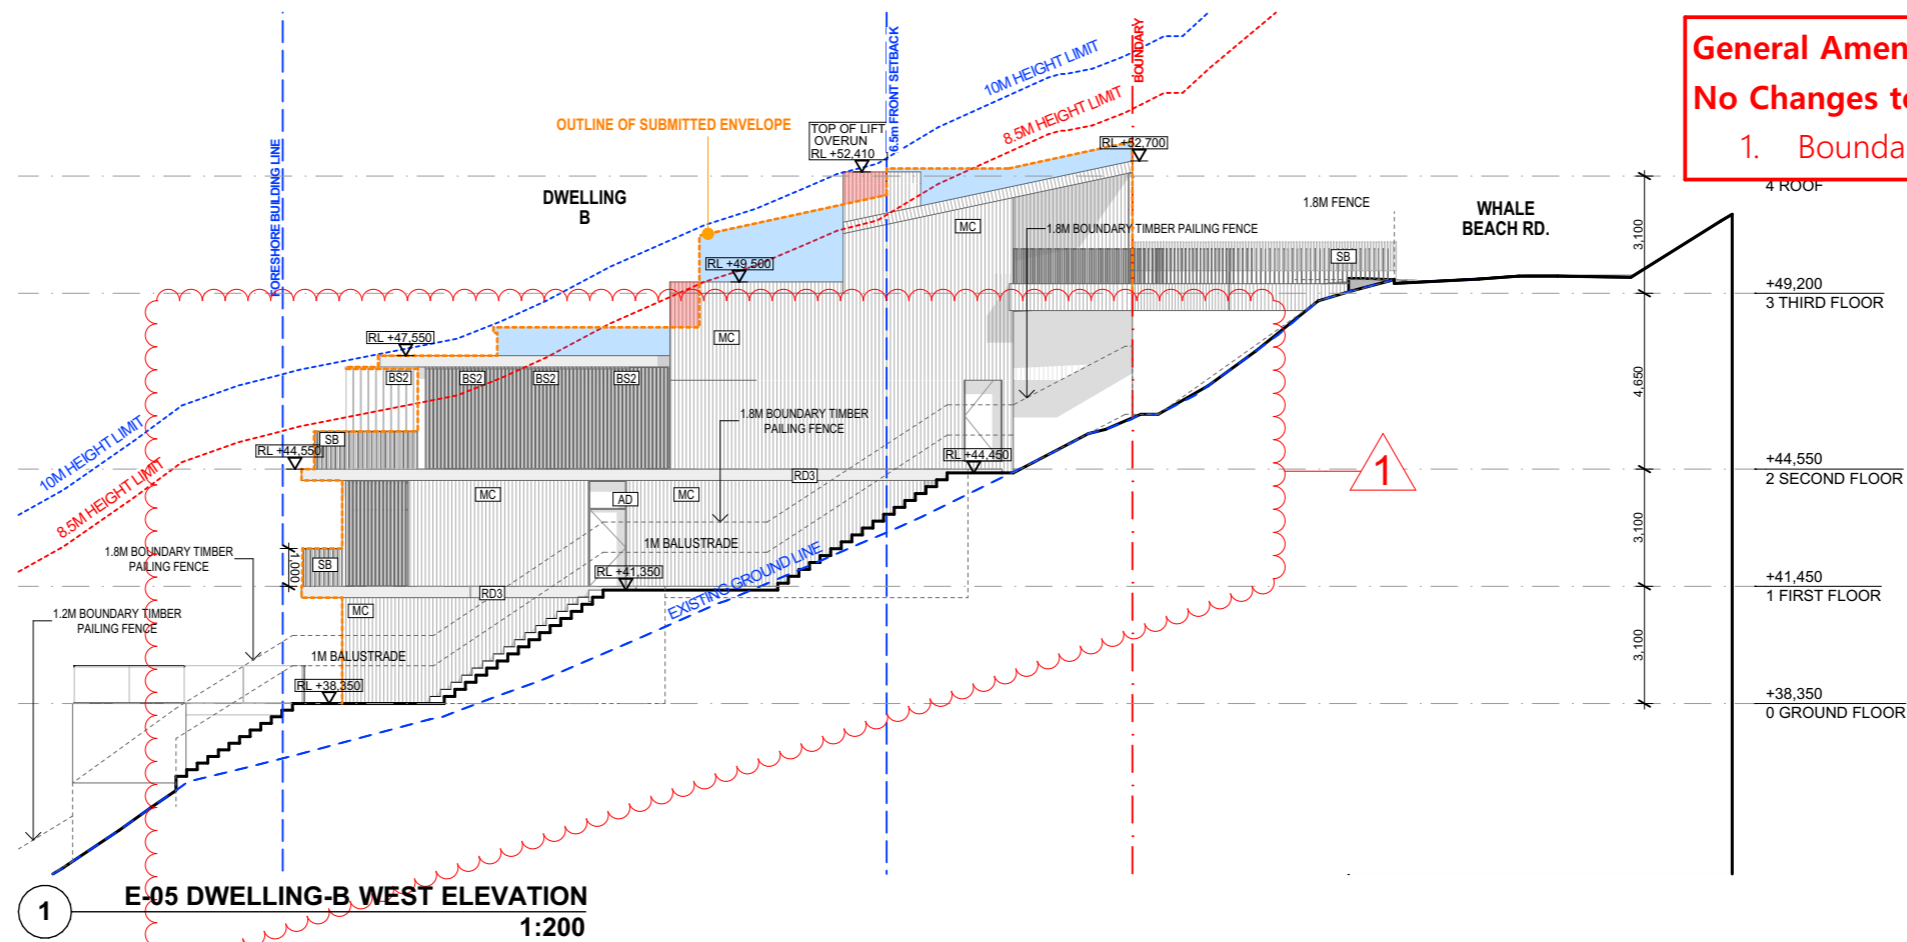 General Amen
No Changes to
1. Bounda
FORESHORE BUILDING LINE
6.5m FRONT SETBACK
BOUNDARY
10M HEIGHT LIMIT
8.5M HEIGHT LIMIT
OUTLINE OF SUBMITTED ENVELOPE
TOP OF LIFT
OVERUN
RL +52,410
RL +52,700
DWELLING
B
4 ROOF
1.8M FENCE
WHALE
BEACH RD.
MC
1.8M BOUNDARY TIMBER PAILING FENCE
SB
3,100
RL +49,500
+49,200
3 THIRD FLOOR
RL +47,550
MC
BS2
BS2
BS2
BS2
4,650
1.8M BOUNDARY TIMBER
PAILING FENCE
SB
10M HEIGHT LIMIT
RL +44,550
RL +44,450
+44,550
2 SECOND FLOOR
1
8.5M HEIGHT LIMIT
RD3
MC
AD
MC
1M BALUSTRADE
3,100
1.8M BOUNDARY TIMBER
PAILING FENCE
1,000
SB
RL +41,350
EXISTING GROUND LINE
+41,450
1 FIRST FLOOR
RD3
MC
1.2M BOUNDARY TIMBER
PAILING FENCE
1M BALUSTRADE
3,100
RL +38,350
+38,350
0 GROUND FLOOR
1
E-05 DWELLING-B WEST ELEVATION
1:200